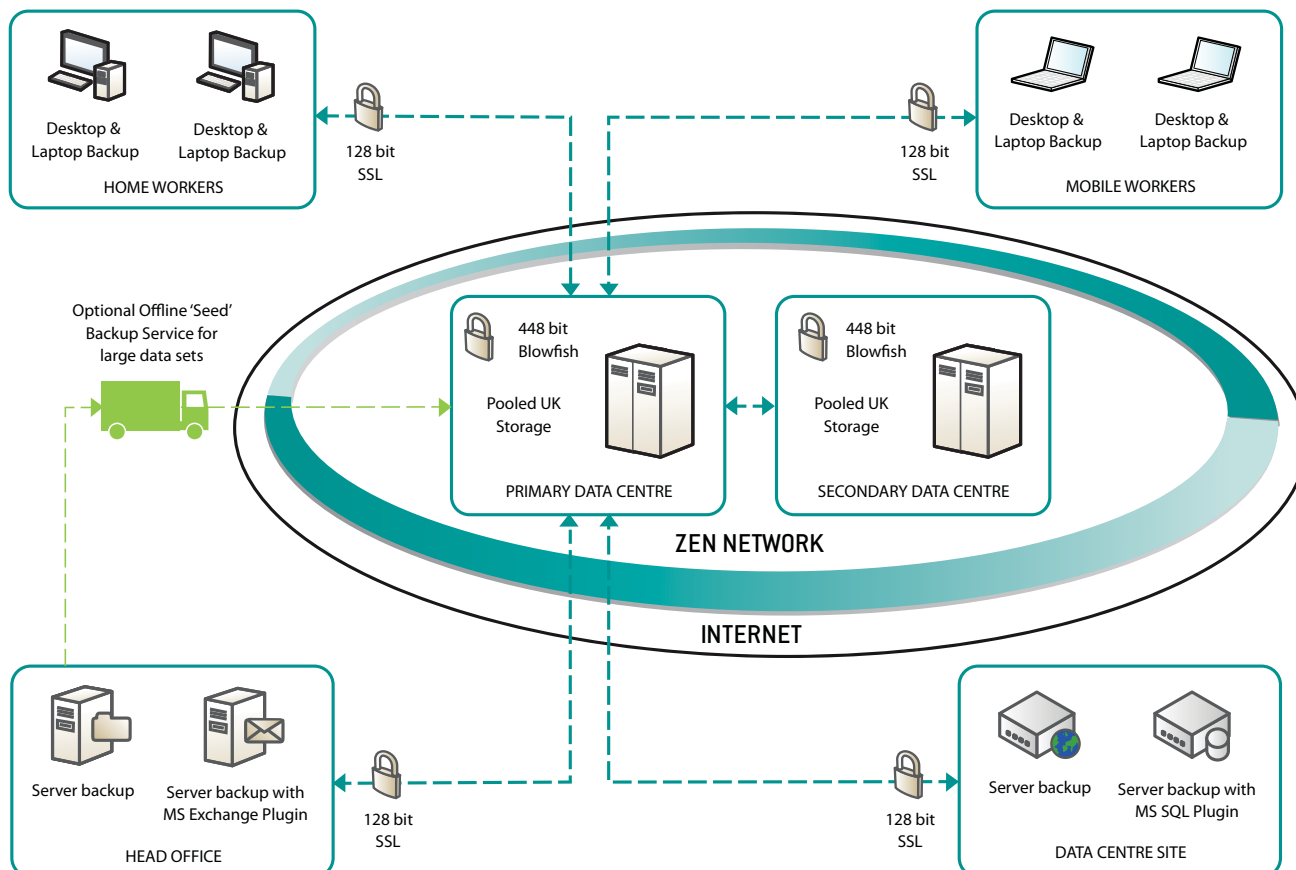 Desktop &
Laptop Backup
Desktop &
Laptop Backup
HOME WORKERS
128 bit
SSL
128 bit
SSL
Desktop &
Laptop Backup
Desktop &
Laptop Backup
MOBILE WORKERS
Optional Offline ‘Seed’
Backup Service for
large data sets
448 bit
Blowfish
Pooled UK
Storage
PRIMARY DATA CENTRE
448 bit
Blowfish
Pooled UK
Storage
SECONDARY DATA CENTRE
ZEN NETWORK
INTERNET
Server backup
Server backup with
MS Exchange Plugin
HEAD OFFICE
128 bit
SSL
128 bit
SSL
Server backup
Server backup with
MS SQL Plugin
DATA CENTRE SITE